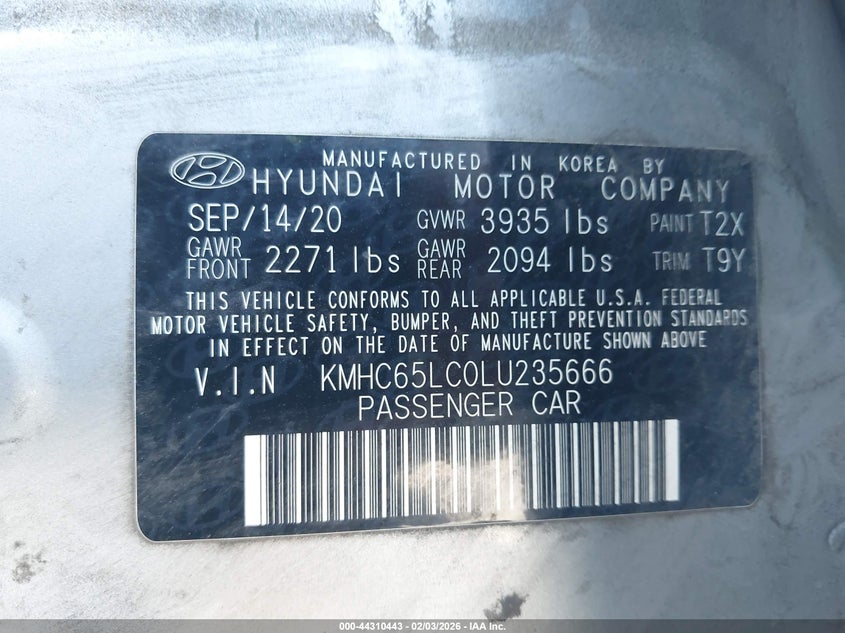 MANUFACTURED IN KOREA BY
HYUNDAI MOTOR COMPANY
SEP/14/20 GVWR 3935 lbs PAINT T2X
GAWR FRONT 2271 lbs GAWR REAR 2094 lbs TRIM T9Y
THIS VEHICLE CONFORMS TO ALL APPLICABLE U.S.A. FEDERAL
MOTOR VEHICLE SAFETY, BUMPER, AND THEFT PREVENTION STANDARDS
IN EFFECT ON THE DATE OF MANUFACTURE SHOWN ABOVE
V.I.N KMHC65LC0LU235666
PASSENGER CAR
000-44310443 — 02/03/2026 — IAA Inc.